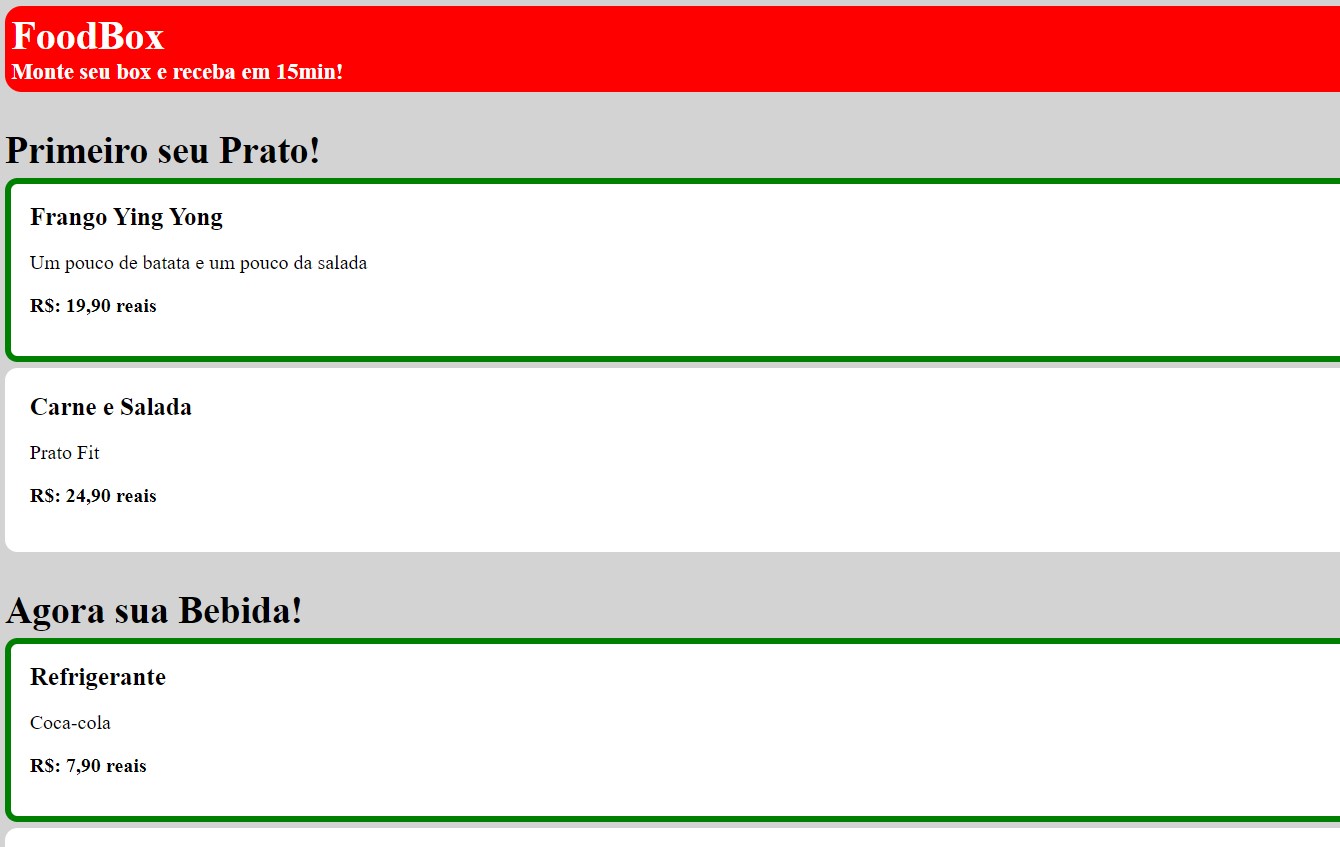 FoodBox
Monte seu box e receba em 15min!
Primeiro seu Prato!
Frango Ying Yong
Um pouco de batata e um pouco da salada
R$: 19,90 reais
Carne e Salada
Prato Fit
R$: 24,90 reais
Agora sua Bebida!
Refrigerante
Coca-cola
R$: 7,90 reais